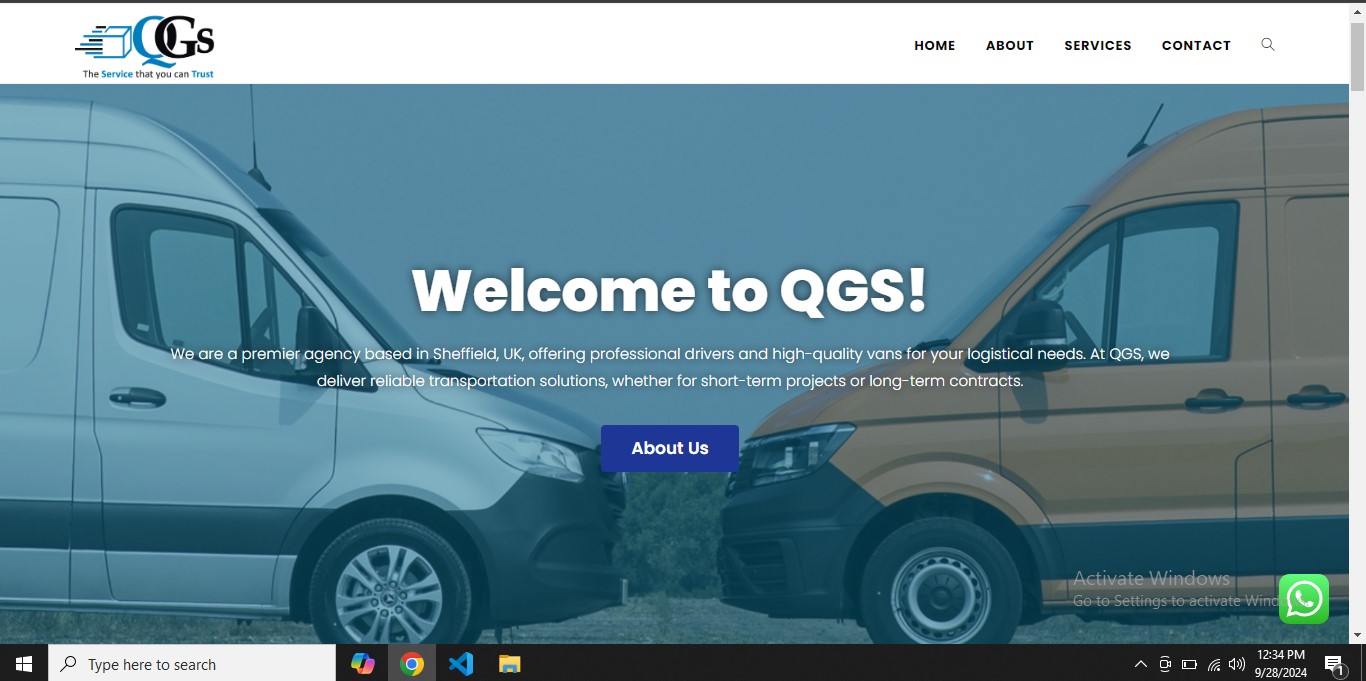 QGs
The Service that you can Trust
HOME
ABOUT
SERVICES
CONTACT
Welcome to QGS!
We are a premier agency based in Sheffield, UK, offering professional drivers and high-quality vans for your logistical needs. At QGS, we
deliver reliable transportation solutions, whether for short-term projects or long-term contracts.
About Us
Activate Windows
Go to Settings to activate
Type here to search
12:34 PM
9/28/2024
1